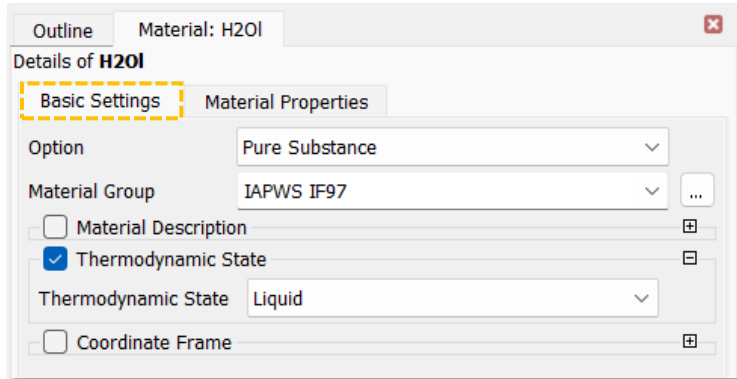 Outline Material: H2Ol
Details of H2Ol
Basic Settings Material Properties
Option Pure Substance
Material Group IAPWS IF97 ...
Material Description
Thermodynamic State
Thermodynamic State Liquid
Coordinate Frame